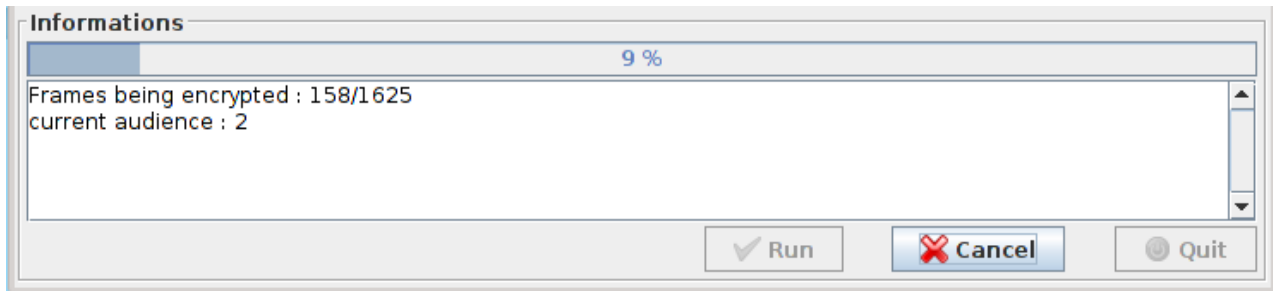 Informations
9 %
Frames being encrypted : 158/1625
current audience : 2
Run
Cancel
Quit